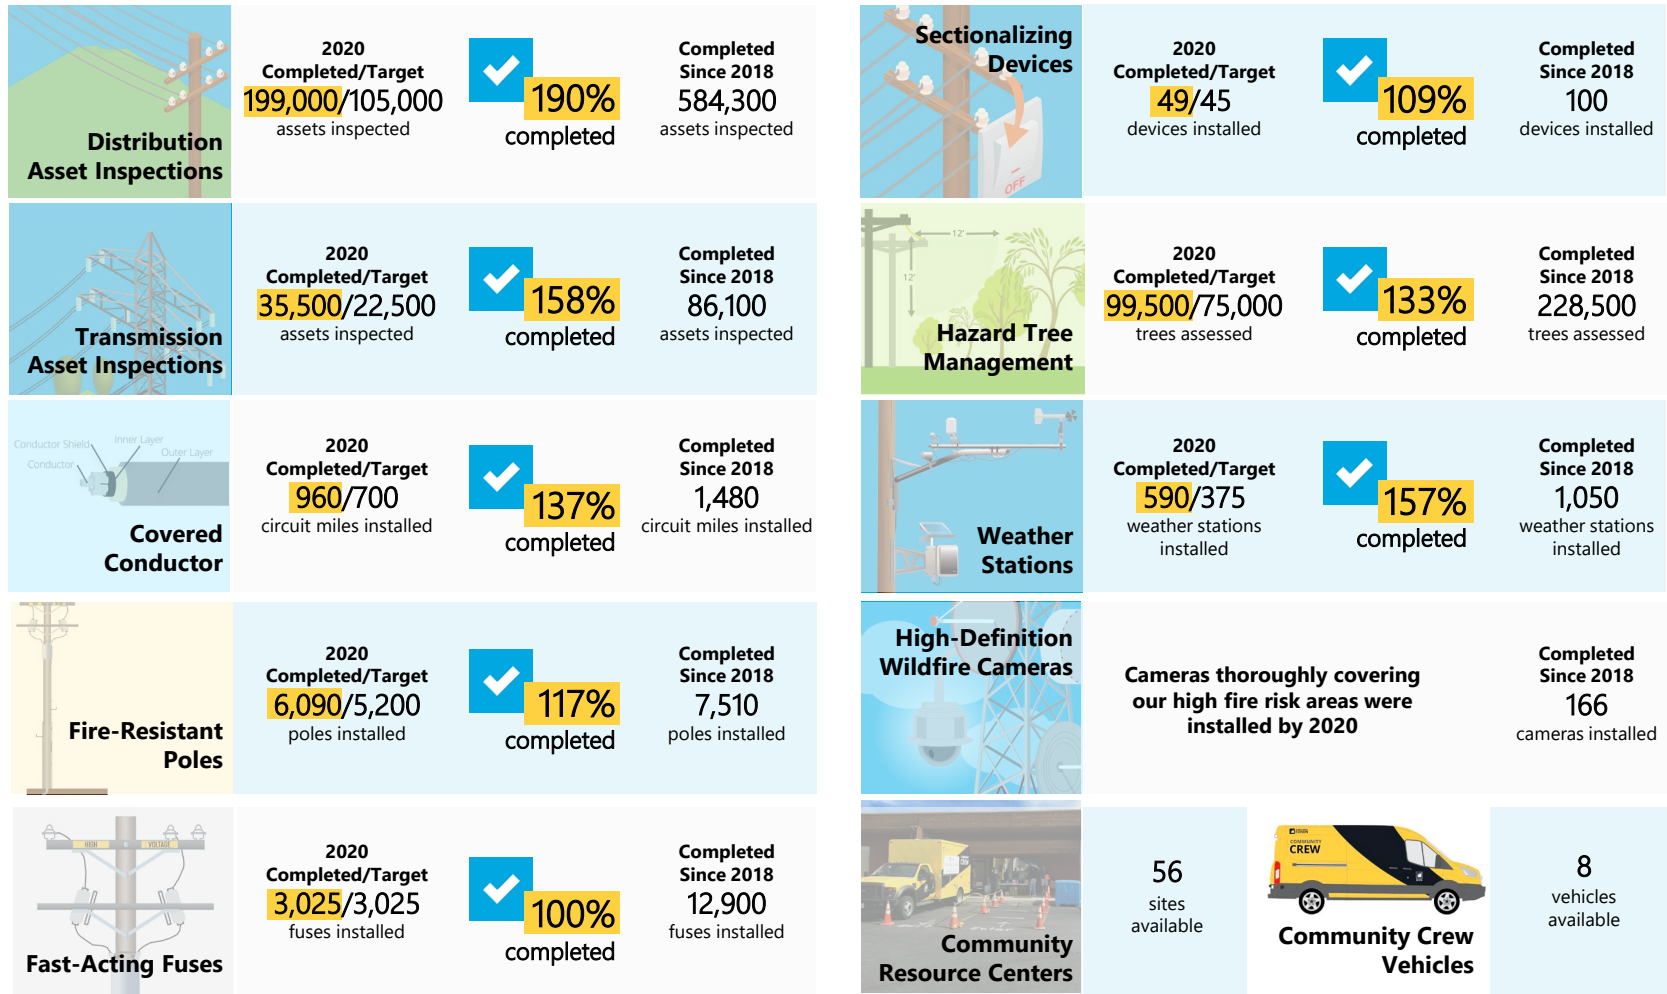 Distribution
Asset Inspections
2020
Completed/Target
199,000/105,000
assets inspected
190%
completed
Completed
Since 2018
584,300
assets inspected
Transmission
Asset Inspections
2020
Completed/Target
35,500/22,500
assets inspected
158%
completed
Completed
Since 2018
86,100
assets inspected
Conductor Shield
Inner Layer
Conductor
Outer Layer
Covered
Conductor
2020
Completed/Target
960/700
circuit miles installed
137%
completed
Completed
Since 2018
1,480
circuit miles installed
Fire-Resistant
Poles
2020
Completed/Target
6,090/5,200
poles installed
117%
completed
Completed
Since 2018
7,510
poles installed
HIGH
VOLTAGE
Fast-Acting Fuses
2020
Completed/Target
3,025/3,025
fuses installed
100%
completed
Completed
Since 2018
12,900
fuses installed
Sectionalizing
Devices
OFF
2020
Completed/Target
49/45
devices installed
109%
completed
Completed
Since 2018
100
devices installed
12'
12'
Hazard Tree
Management
2020
Completed/Target
99,500/75,000
trees assessed
133%
completed
Completed
Since 2018
228,500
trees assessed
Weather
Stations
2020
Completed/Target
590/375
weather stations
installed
157%
completed
Completed
Since 2018
1,050
weather stations
installed
High-Definition
Wildfire Cameras
Cameras thoroughly covering
our high fire risk areas were
installed by 2020
Completed
Since 2018
166
cameras installed
Community
Resource Centers
56
sites
available
COMMUNITY
CREW
Community Crew
Vehicles
8
vehicles
available